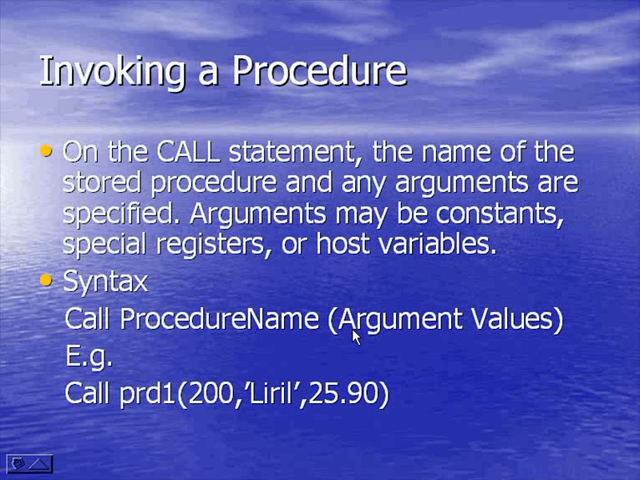 Invoking a Procedure
On the CALL statement, the name of the
stored procedure and any arguments are
specified. Arguments may be constants,
special registers, or host variables.
Syntax
Call ProcedureName (Argument Values)
E.g.
Call prd1(200,’Liril’,25.90)